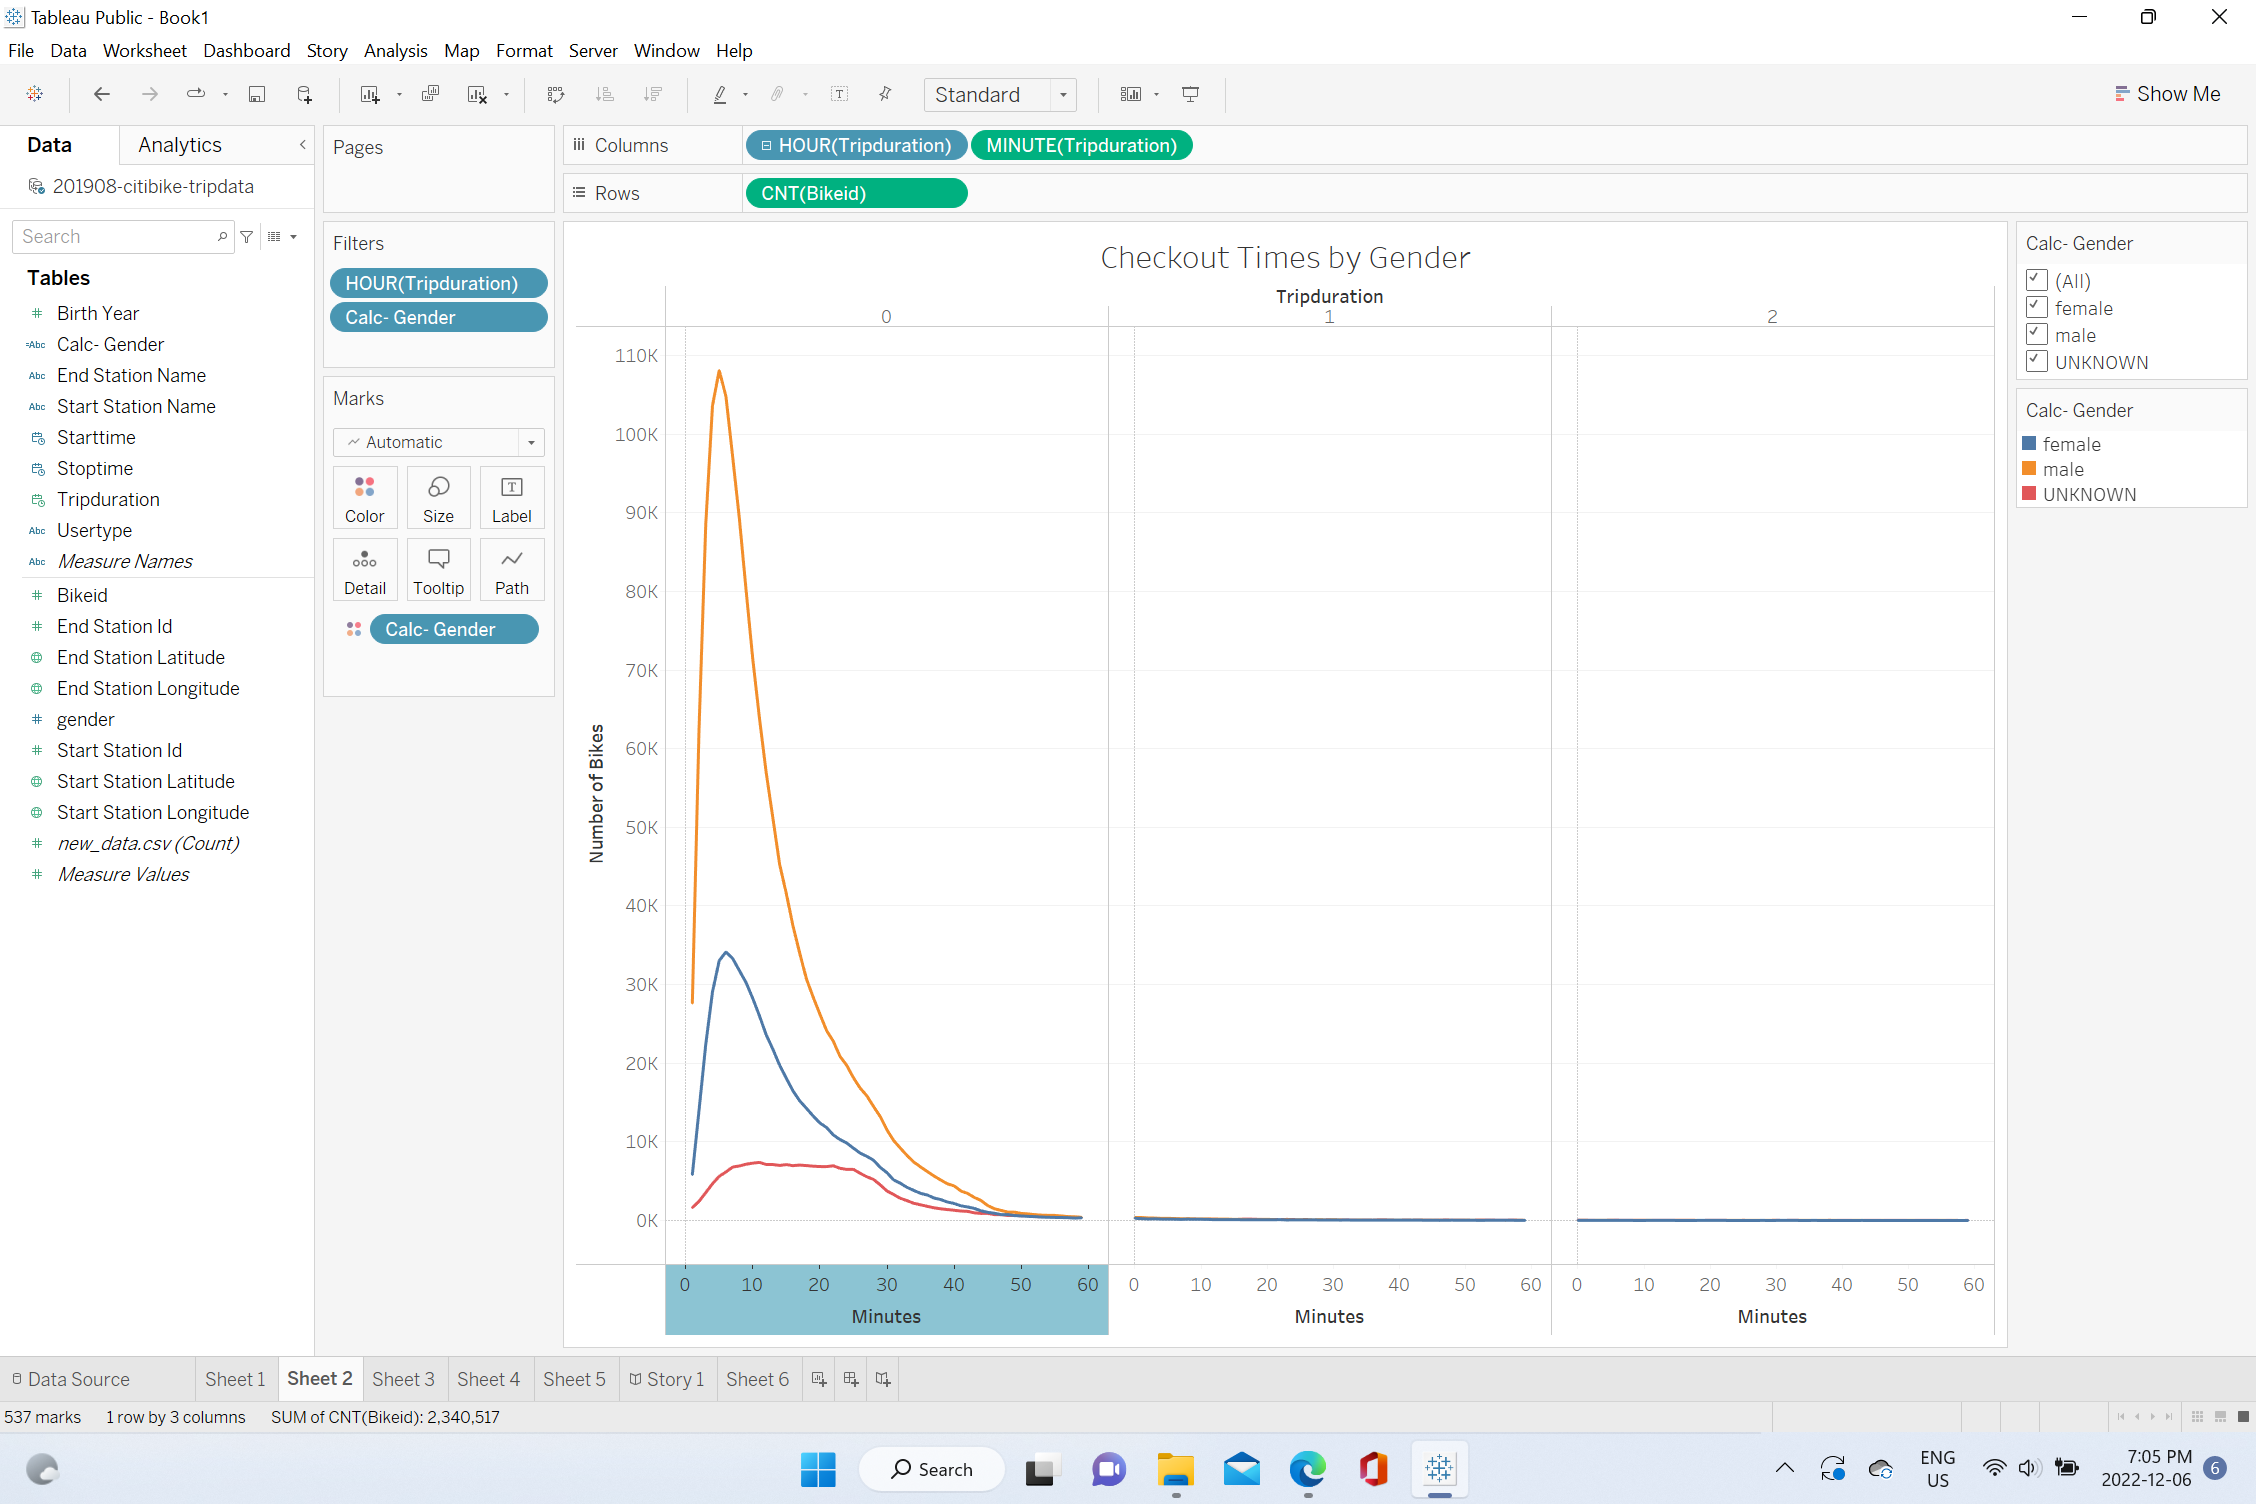 Tableau Public - Book1
File Data Worksheet Dashboard Story Analysis Map Format Server Window Help
Standard
Show Me
Data Analytics
201908-citibike-tripdata
Search
Tables
# Birth Year
=Abc Calc- Gender
Abc End Station Name
Abc Start Station Name
Starttime
Stoptime
Tripduration
Abc Usertype
Abc Measure Names
# Bikeid
# End Station Id
End Station Latitude
End Station Longitude
# gender
# Start Station Id
Start Station Latitude
Start Station Longitude
# new_data.csv (Count)
# Measure Values
Pages
Filters
HOUR(Tripduration)
Calc- Gender
Marks
Automatic
Color Size Label
Detail Tooltip Path
Calc- Gender
Columns HOUR(Tripduration) MINUTE(Tripduration)
Rows CNT(Bikeid)
Checkout Times by Gender
Tripduration
0 1 2
110K
100K
90K
80K
70K
60K
50K
40K
30K
20K
10K
0K
Number of Bikes
0 10 20 30 40 50 60 0 10 20 30 40 50 60 0 10 20 30 40 50 60
Minutes Minutes Minutes
Calc- Gender
(All)
female
male
UNKNOWN
Calc- Gender
female
male
UNKNOWN
Data Source Sheet 1 Sheet 2 Sheet 3 Sheet 4 Sheet 5 Story 1 Sheet 6
537 marks 1 row by 3 columns SUM of CNT(Bikeid): 2,340,517
Search
ENG
US
7:05 PM
2022-12-06
6